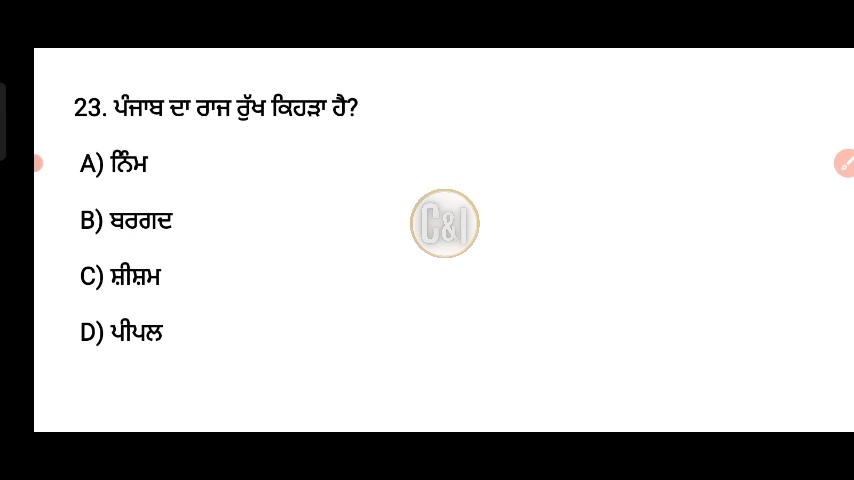 23. ਪੰਜਾਬ ਦਾ ਰਾਜ ਰੁੱਖ ਕਿਹੜਾ ਹੈ?
A) ਨਿੰਮ
B) ਬਰਗਦ
C&I
C) ਸ਼ੀਸ਼ਮ
D) ਪੀਪਲ